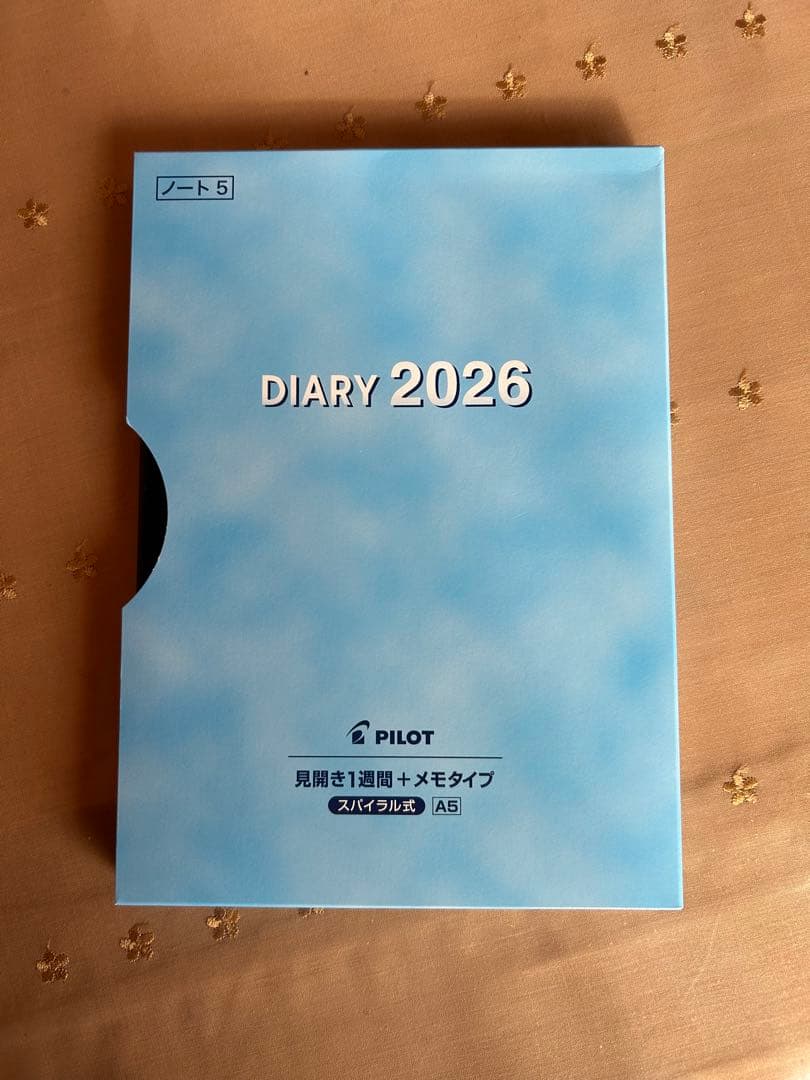 ノート 5
DIARY 2026
PILOT
見開き1週間＋メモタイプ
スパイラル式 A5